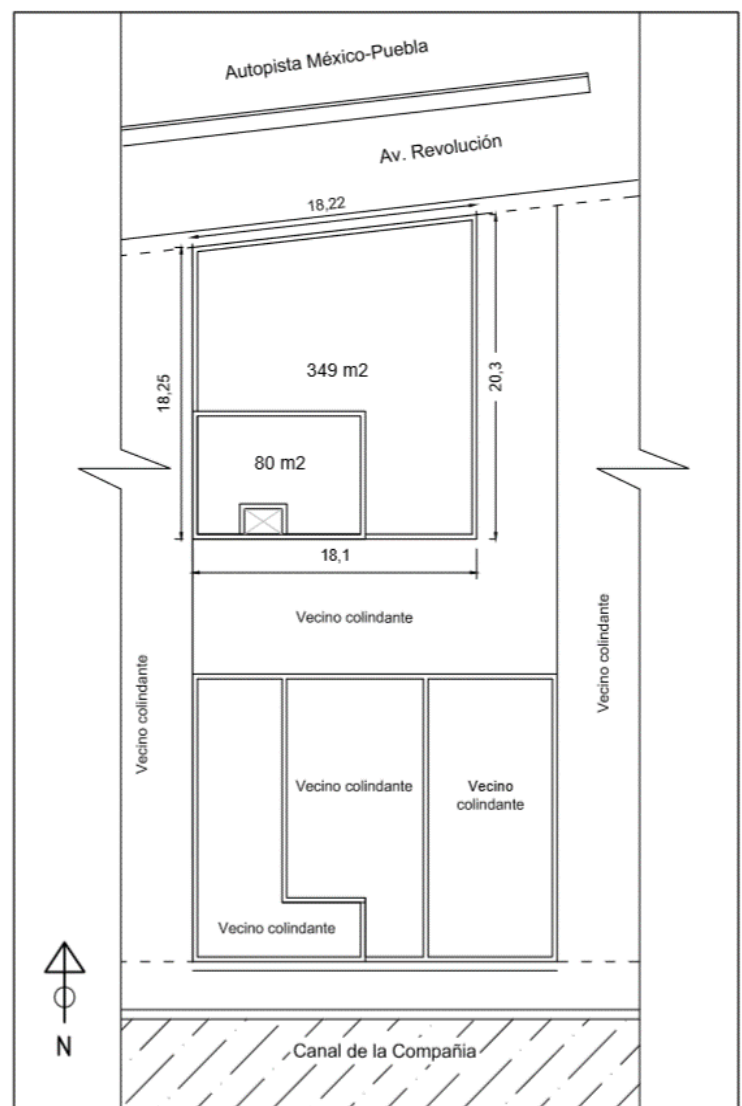 Autopista México-Puebla
Av. Revolución
18,22
349 m2
18,25
20,3
80 m2
18,1
Vecino colindante
Vecino colindante
Vecino colindante
Vecino colindante
Vecino
colindante
Vecino colindante
N
Canal de la Compañia